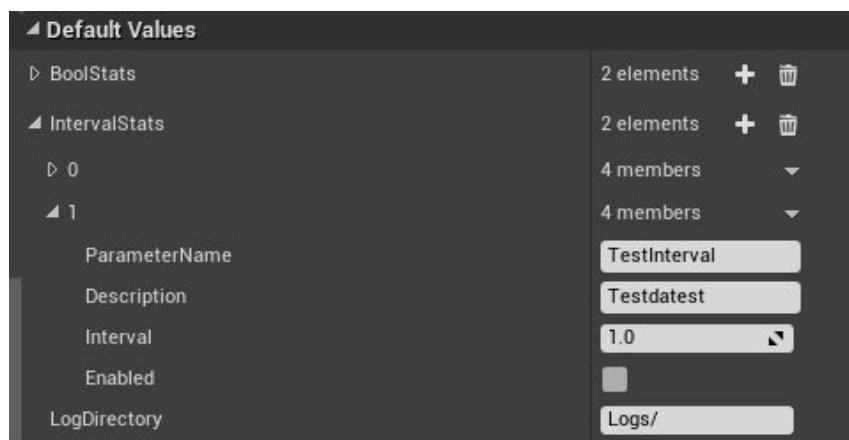 Default Values
BoolStats 2 elements
IntervalStats 2 elements
0 4 members
1 4 members
ParameterName TestInterval
Description Testdatest
Interval 1.0
Enabled
LogDirectory Logs/